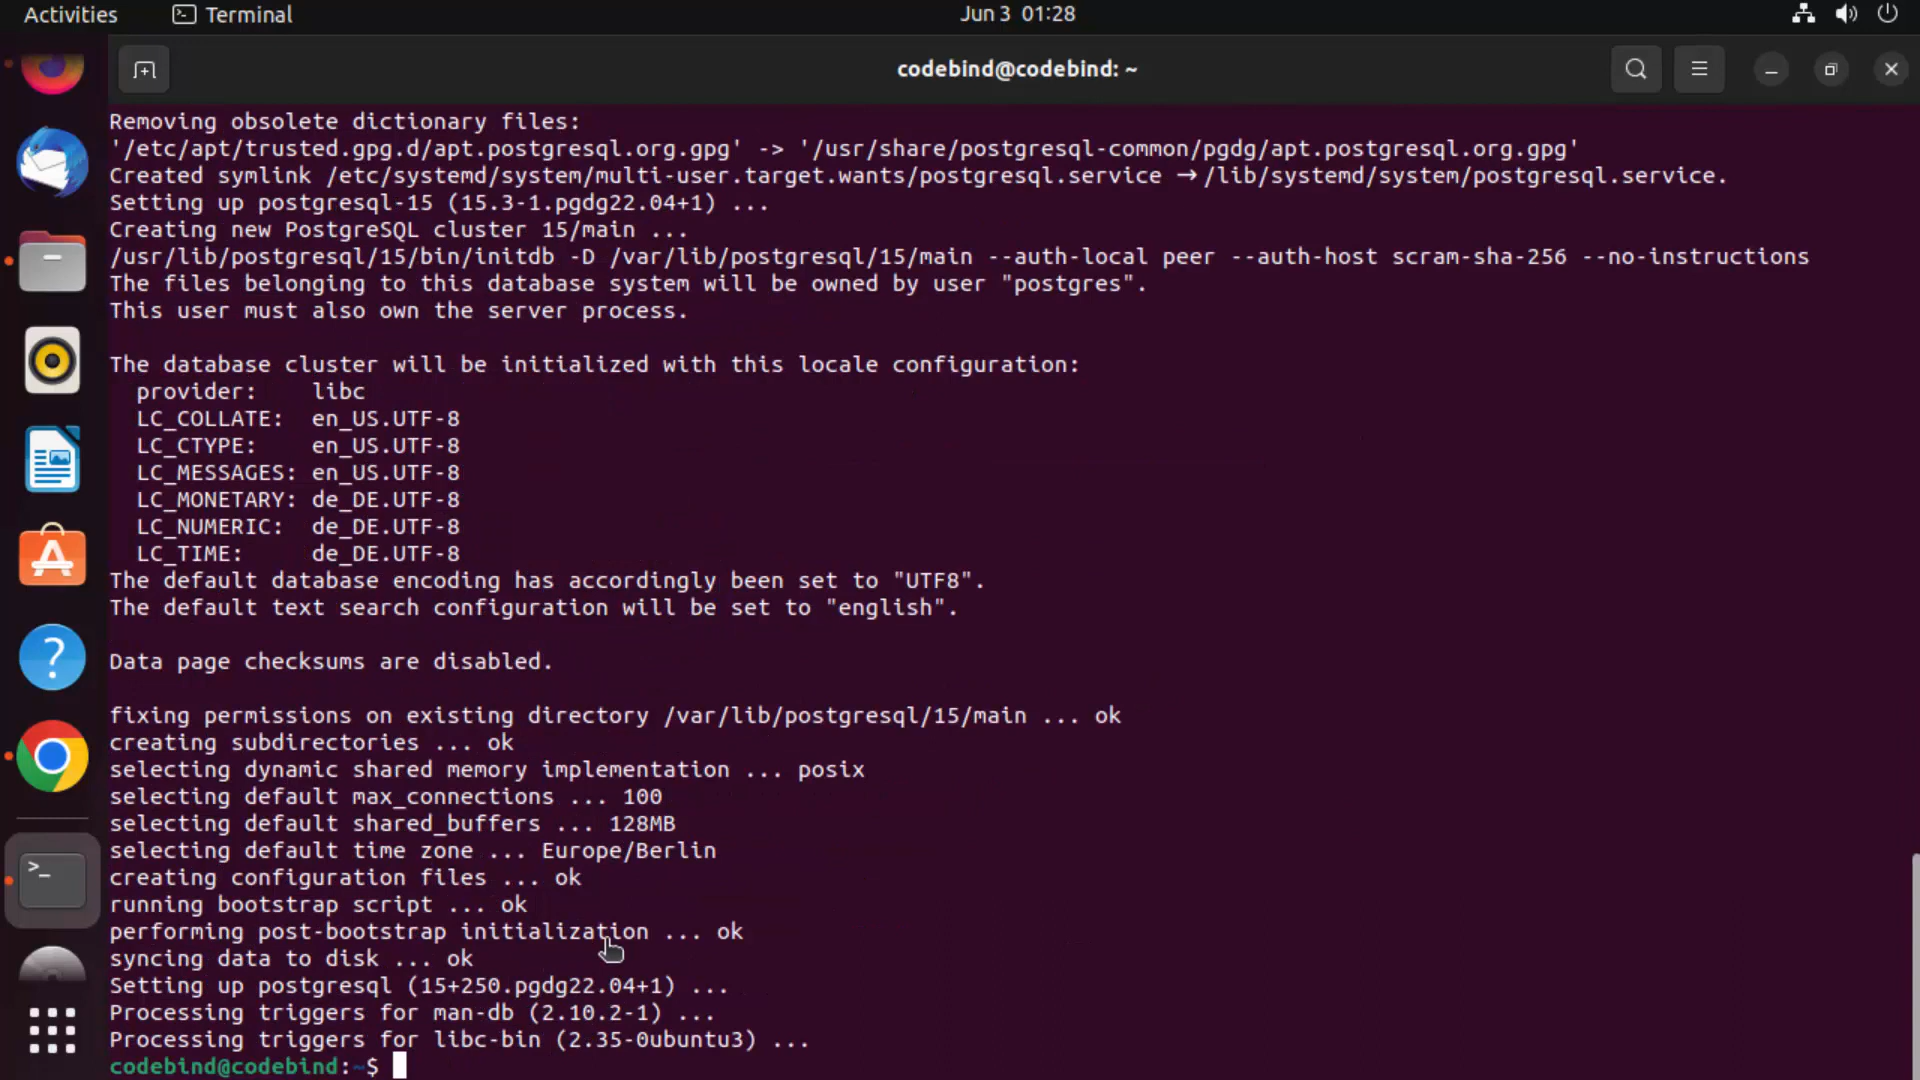 Activities
Terminal
Jun 3 01:28
codebind@codebind: ~
Removing obsolete dictionary files:
'/etc/apt/trusted.gpg.d/apt.postgresql.org.gpg' -> '/usr/share/postgresql-common/pgdg/apt.postgresql.org.gpg'
Created symlink /etc/systemd/system/multi-user.target.wants/postgresql.service → /lib/systemd/system/postgresql.service.
Setting up postgresql-15 (15.3-1.pgdg22.04+1) ...
Creating new PostgreSQL cluster 15/main ...
/usr/lib/postgresql/15/bin/initdb -D /var/lib/postgresql/15/main --auth-local peer --auth-host scram-sha-256 --no-instructions
The files belonging to this database system will be owned by user "postgres".
This user must also own the server process.
The database cluster will be initialized with this locale configuration:
provider:    libc
LC_COLLATE:  en_US.UTF-8
LC_CTYPE:    en_US.UTF-8
LC_MESSAGES: en_US.UTF-8
LC_MONETARY: de_DE.UTF-8
LC_NUMERIC:  de_DE.UTF-8
LC_TIME:     de_DE.UTF-8
The default database encoding has accordingly been set to "UTF8".
The default text search configuration will be set to "english".
Data page checksums are disabled.
fixing permissions on existing directory /var/lib/postgresql/15/main ... ok
creating subdirectories ... ok
selecting dynamic shared memory implementation ... posix
selecting default max_connections ... 100
selecting default shared_buffers ... 128MB
selecting default time zone ... Europe/Berlin
creating configuration files ... ok
running bootstrap script ... ok
performing post-bootstrap initialization ... ok
syncing data to disk ... ok
Setting up postgresql (15+250.pgdg22.04+1) ...
Processing triggers for man-db (2.10.2-1) ...
Processing triggers for libc-bin (2.35-0ubuntu3) ...
codebind@codebind:~$